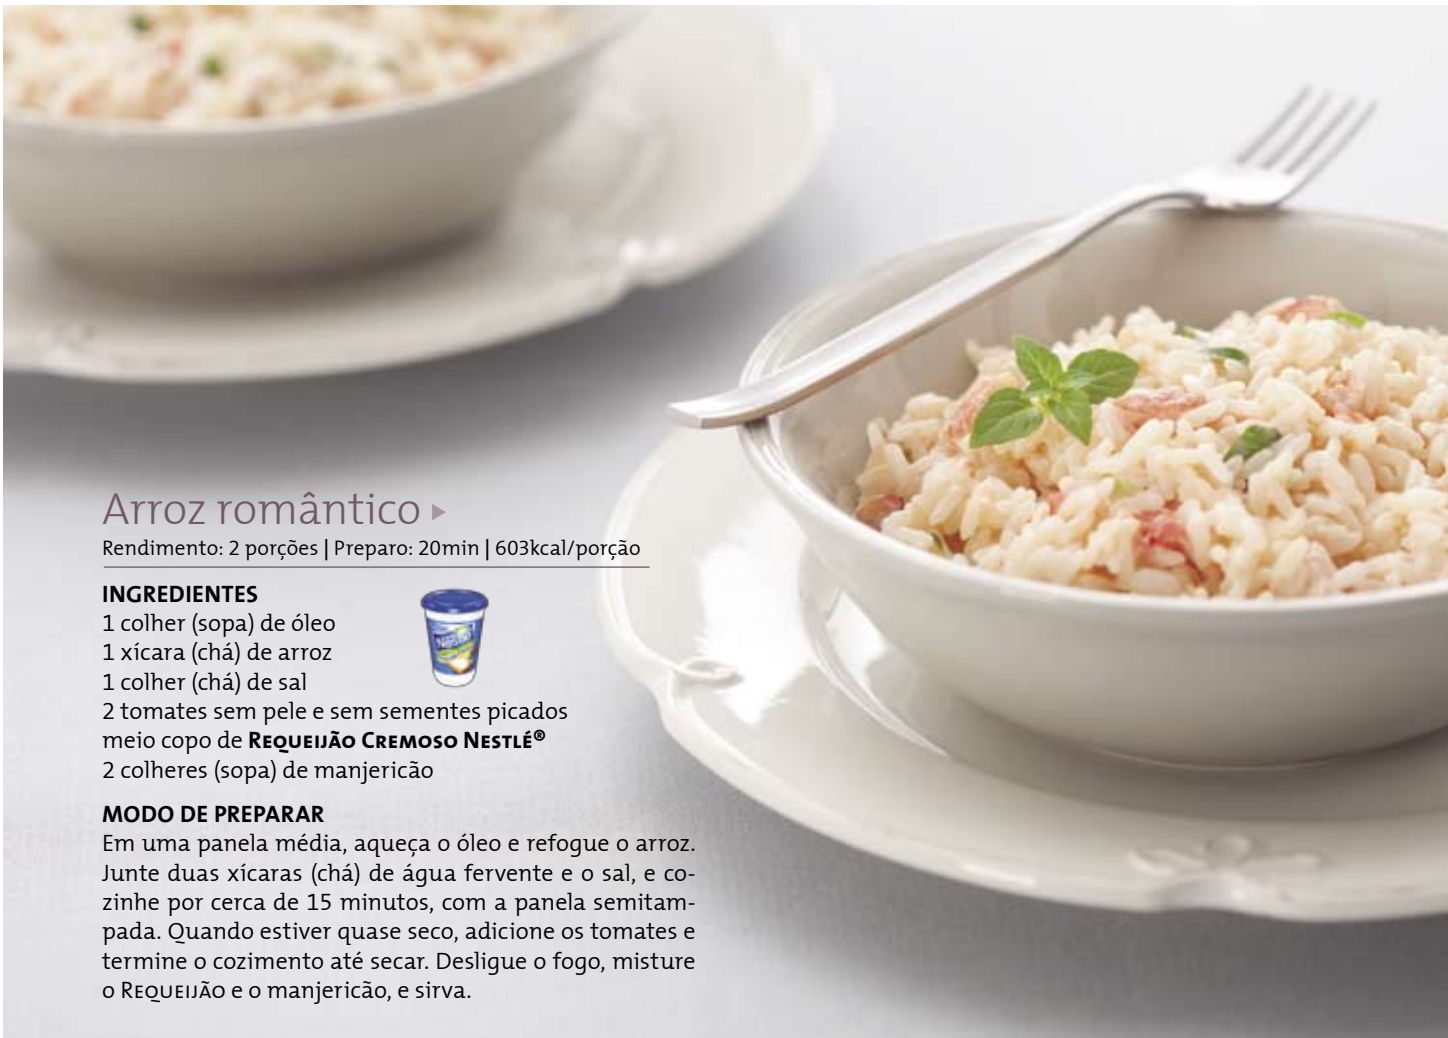 Arroz romântico ▸
Rendimento: 2 porções | Preparo: 20min | 603kcal/porção
INGREDIENTES
1 colher (sopa) de óleo
1 xícara (chá) de arroz
1 colher (chá) de sal
2 tomates sem pele e sem sementes picados
meio copo de REQUEIJÃO CREMOSO NESTLÉ®
2 colheres (sopa) de manjericão
MODO DE PREPARAR
Em uma panela média, aqueça o óleo e refogue o arroz.
Junte duas xícaras (chá) de água fervente e o sal, e co-
zinhe por cerca de 15 minutos, com a panela semitam-
pada. Quando estiver quase seco, adicione os tomates e
termine o cozimento até secar. Desligue o fogo, misture
o REQUEIJÃO e o manjericão, e sirva.
Nestlé